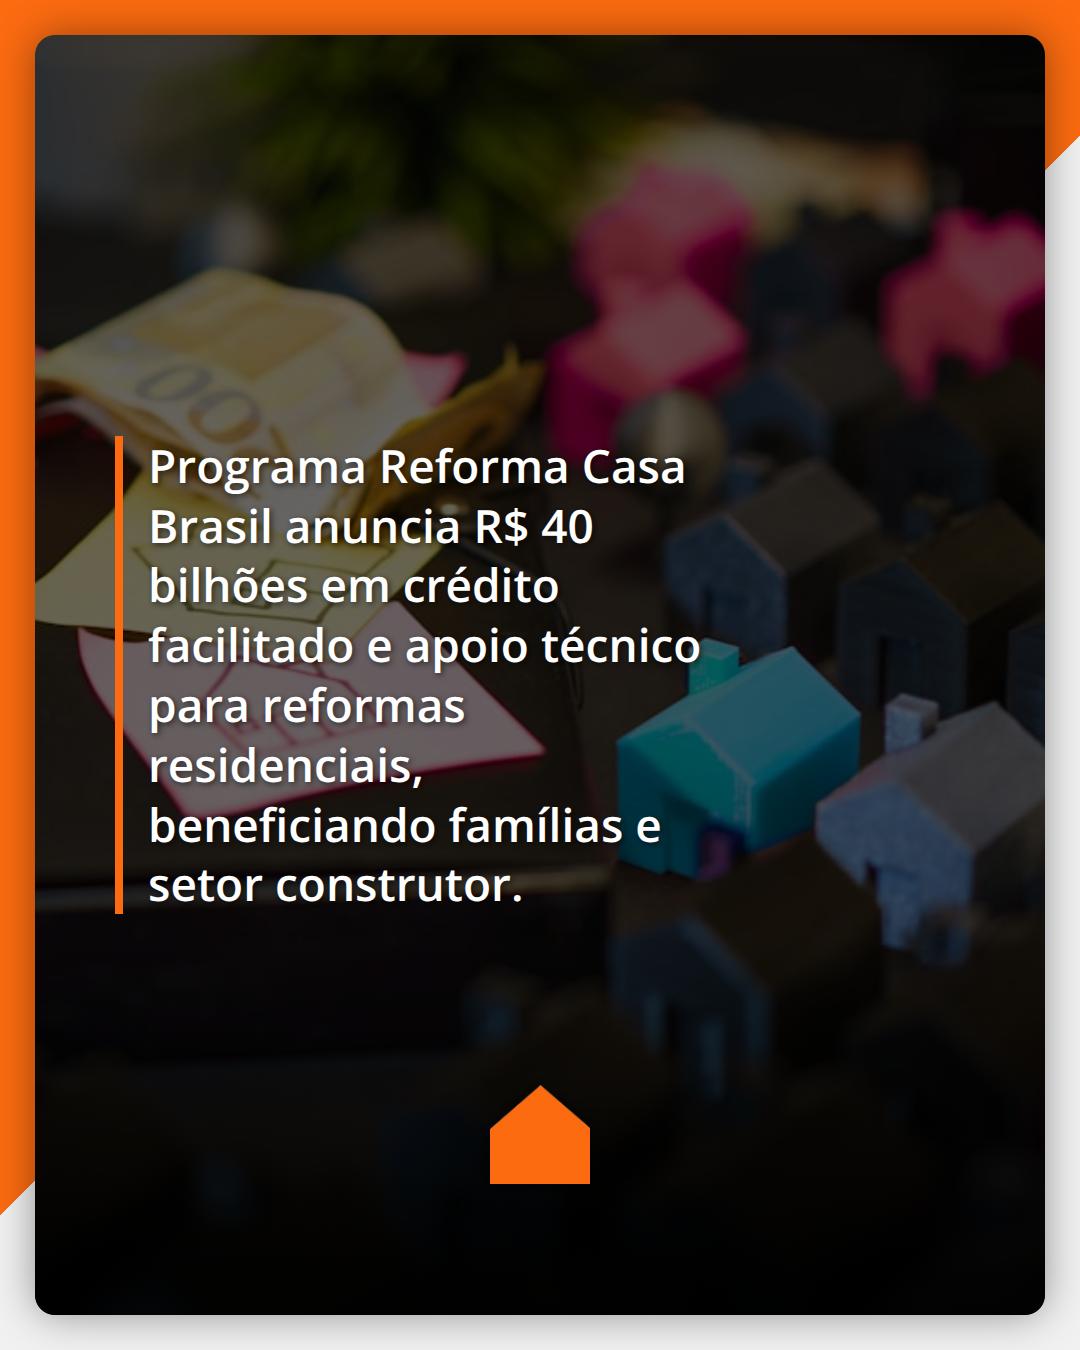 Programa Reforma Casa
Brasil anuncia R$ 40
bilhões em crédito
facilitado e apoio técnico
para reformas
residenciais,
beneficiando famílias e
setor construtor.